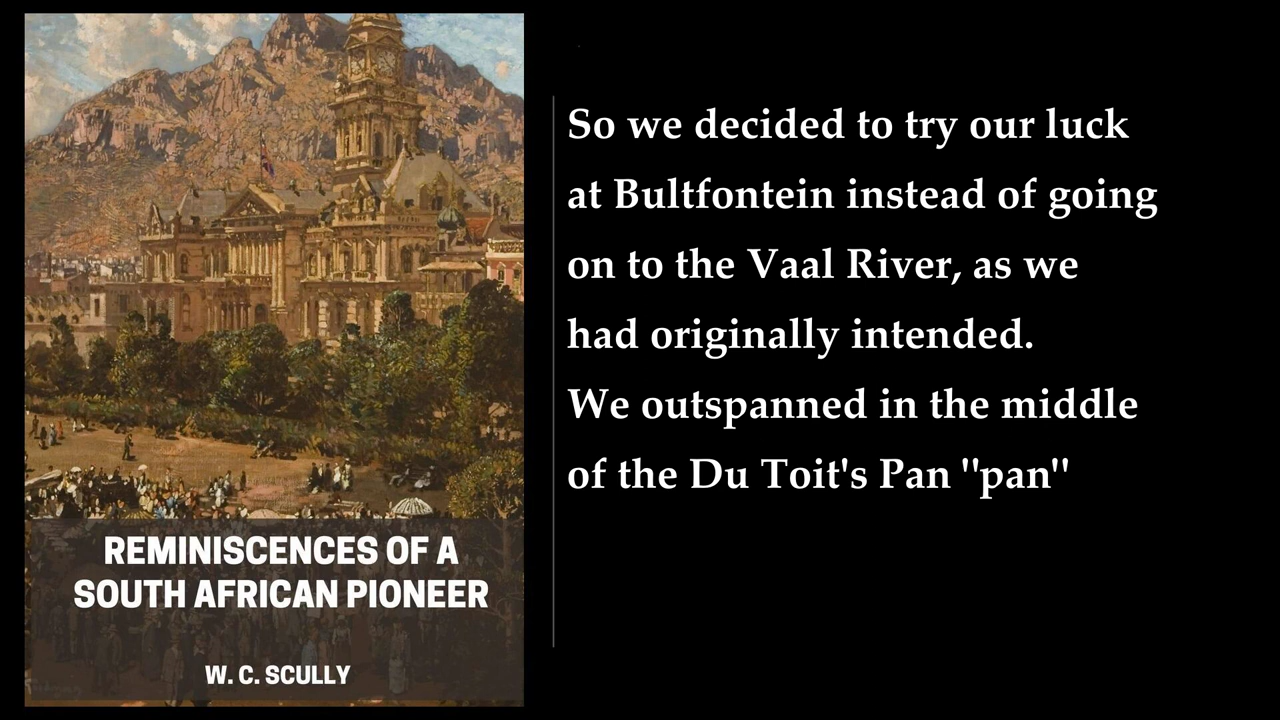 So we decided to try our luck
at Bultfontein instead of going
on to the Vaal River, as we
had originally intended.
We outspanned in the middle
of the Du Toit's Pan "pan"
REMINISCENCES OF A
SOUTH AFRICAN PIONEER
W. C. SCULLY